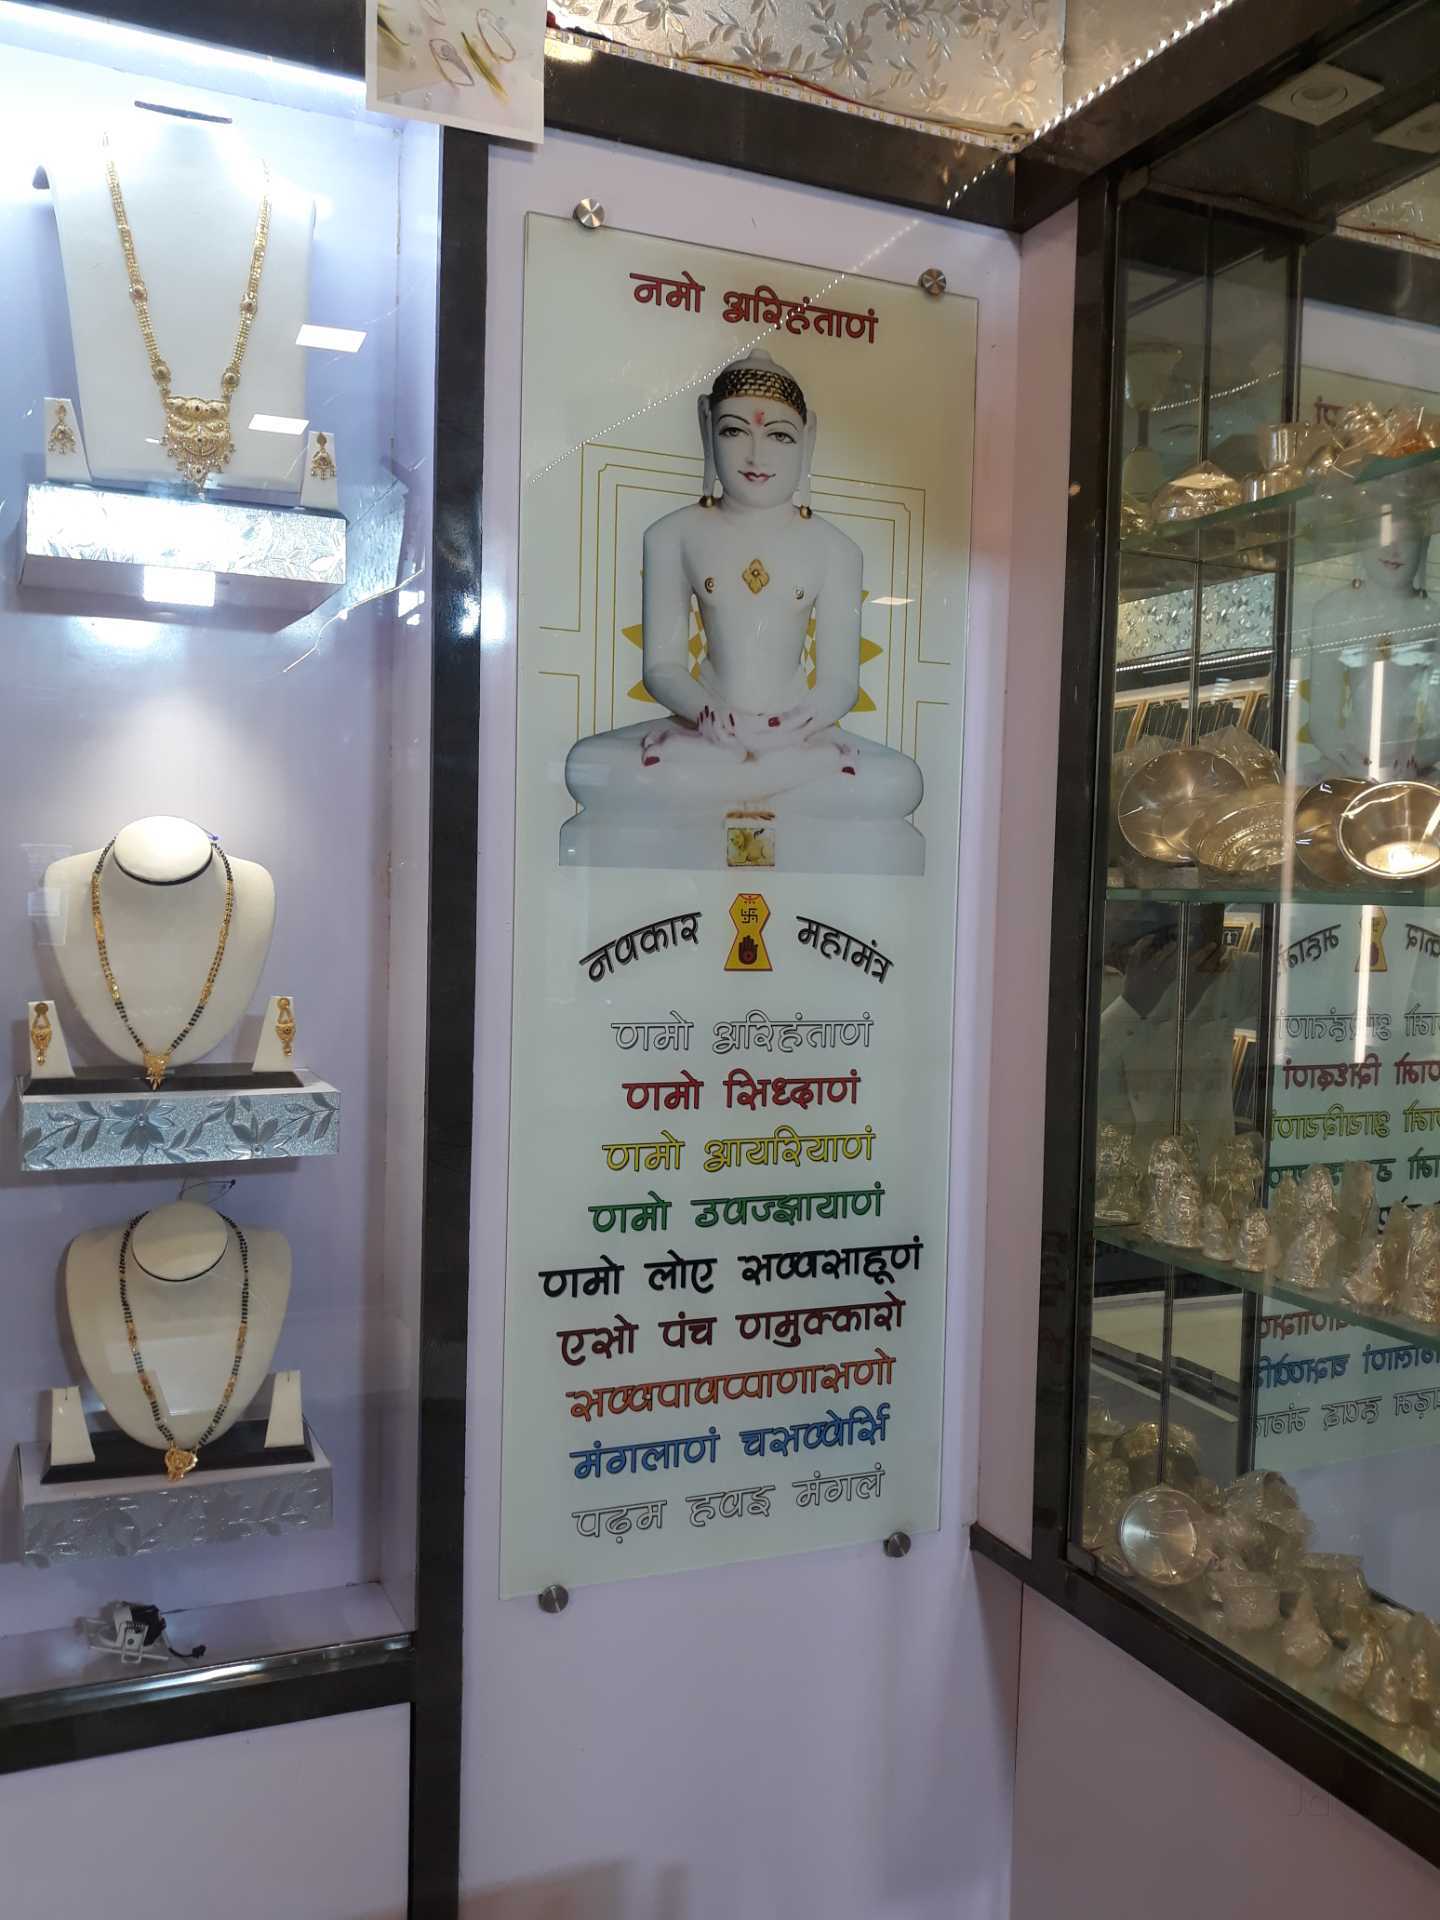 नमो अरिहंताणं
नवकार महामंत्र
णमो अरिहंताणं
णमो सिध्दाणं
णमो आयरियाणं
णमो उवज्झायाणं
णमो लोए सव्वसाहूणं
एसो पंच णमुक्कारो
सव्वपावप्पाणासणो
मंगलाणं चसव्वेर्सि
पढ़म हवइ मंगलं